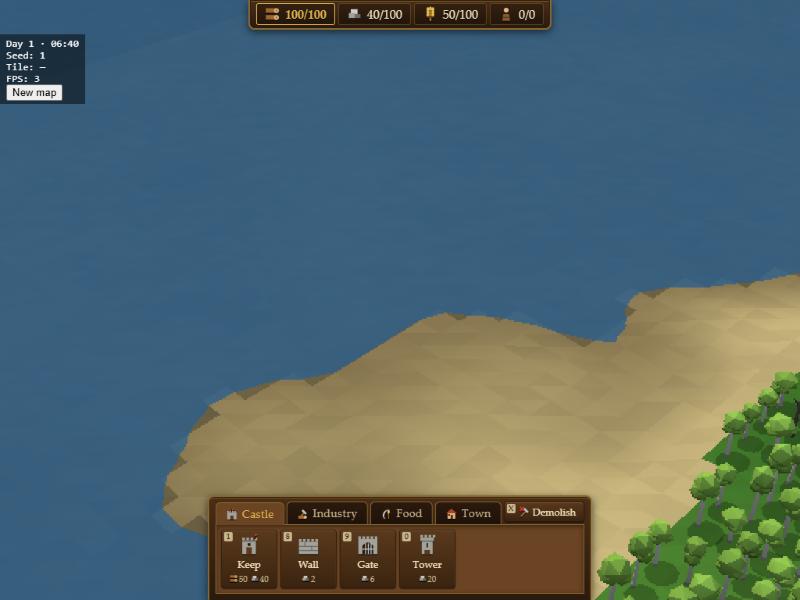 100/100 40/100 50/100 0/0
Day 1 · 06:40
Seed: 1
Tile: —
FPS: 3
New map
Castle Industry Food Town X Demolish
1 8 9 0
Keep Wall Gate Tower
50 40 2 6 20